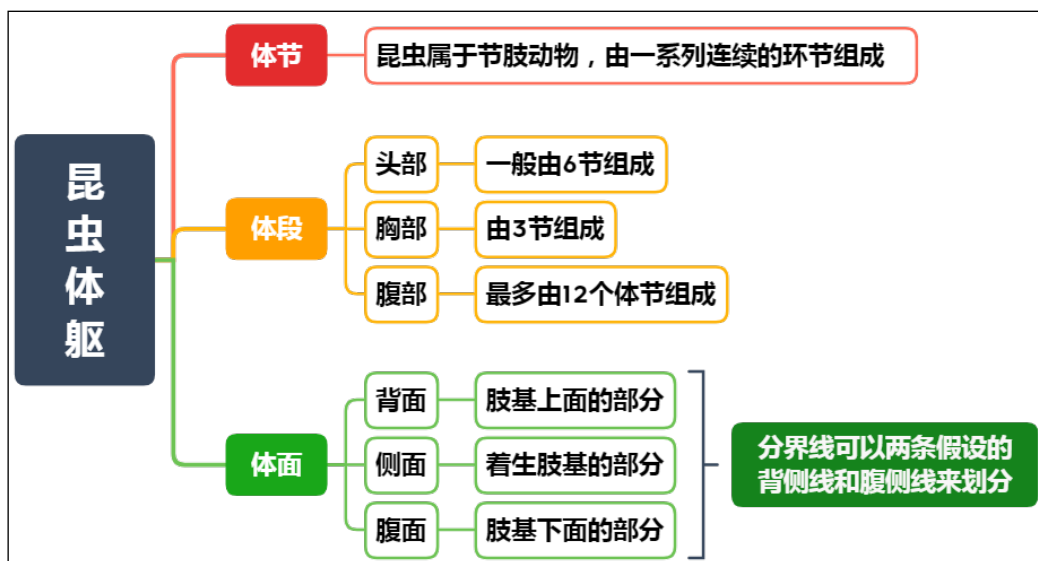 昆虫体躯
体节
昆虫属于节肢动物，由一系列连续的环节组成
体段
头部
一般由6节组成
胸部
由3节组成
腹部
最多由12个体节组成
体面
背面
肢基上面的部分
侧面
着生肢基的部分
腹面
肢基下面的部分
分界线可以两条假设的
背侧线和腹侧线来划分